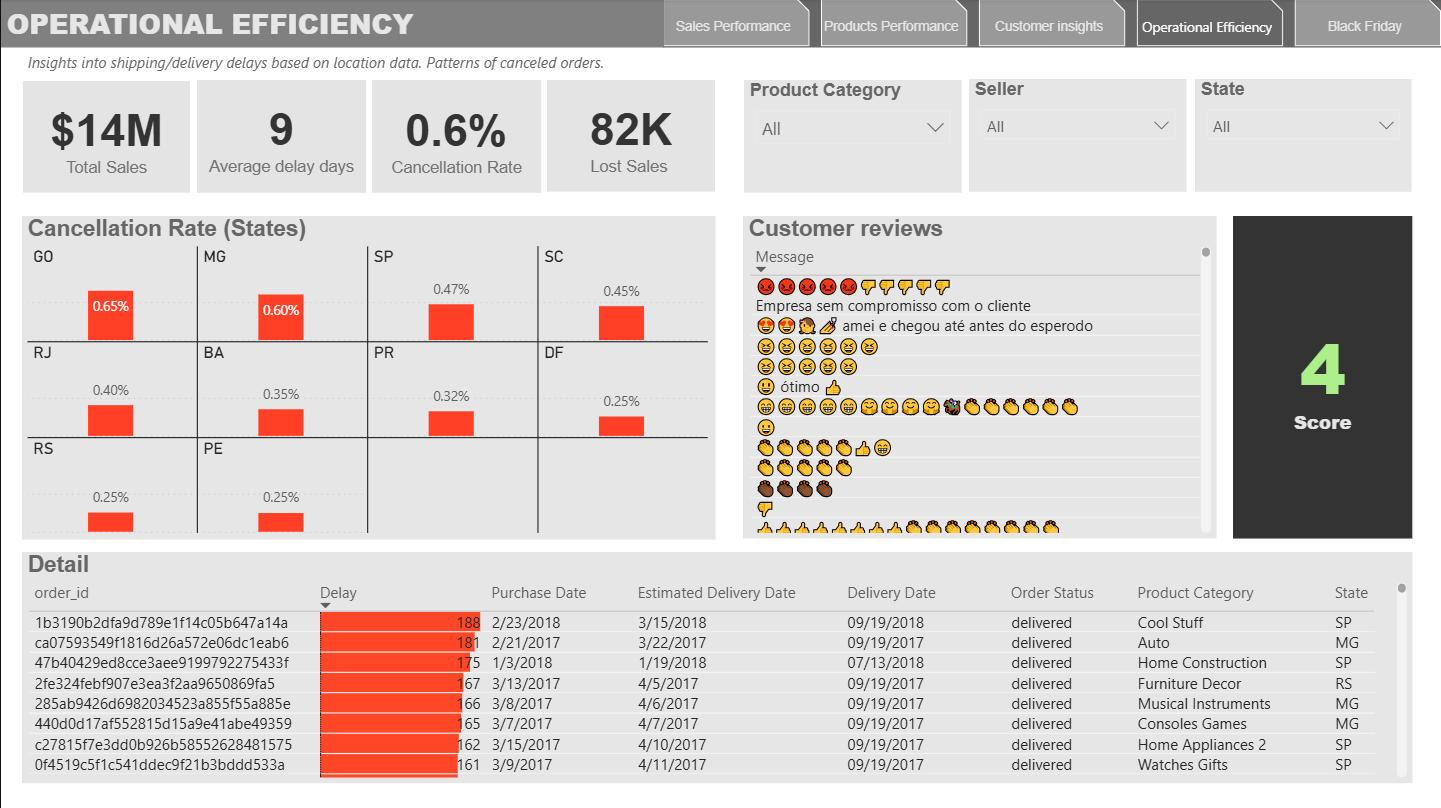 OPERATIONAL EFFICIENCY
Sales Performance
Products Performance
Customer insights
Operational Efficiency
Black Friday
Insights into shipping/delivery delays based on location data. Patterns of canceled orders.
$14M
Total Sales
9
Average delay days
0.6%
Cancellation Rate
82K
Lost Sales
Product Category
All
Seller
All
State
All
Cancellation Rate (States)
GO
0.65%
MG
0.60%
SP
0.47%
SC
0.45%
RJ
0.40%
BA
0.35%
PR
0.32%
DF
0.25%
RS
0.25%
PE
0.25%
Customer reviews
Message
Empresa sem compromisso com o cliente
amei e chegou até antes do esperodo
ótimo
4
Score
Detail
order_id Delay Purchase Date Estimated Delivery Date Delivery Date Order Status Product Category State
1b3190b2dfa9d789e1f14c05b647a14a 188 2/23/2018 3/15/2018 09/19/2018 delivered Cool Stuff SP
ca07593549f1816d26a572e06dc1eab6 181 2/21/2017 3/22/2017 09/19/2017 delivered Auto MG
47b40429ed8cce3aee9199792275433f 175 1/3/2018 1/19/2018 07/13/2018 delivered Home Construction SP
2fe324febf907e3ea3f2aa9650869fa5 167 3/13/2017 4/5/2017 09/19/2017 delivered Furniture Decor RS
285ab9426d6982034523a855f55a885e 166 3/8/2017 4/6/2017 09/19/2017 delivered Musical Instruments MG
440d0d17af552815d15a9e41abe49359 165 3/7/2017 4/7/2017 09/19/2017 delivered Consoles Games MG
c27815f7e3dd0b926b58552628481575 162 3/15/2017 4/10/2017 09/19/2017 delivered Home Appliances 2 SP
0f4519c5f1c541ddec9f21b3bddd533a 161 3/9/2017 4/11/2017 09/19/2017 delivered Watches Gifts SP